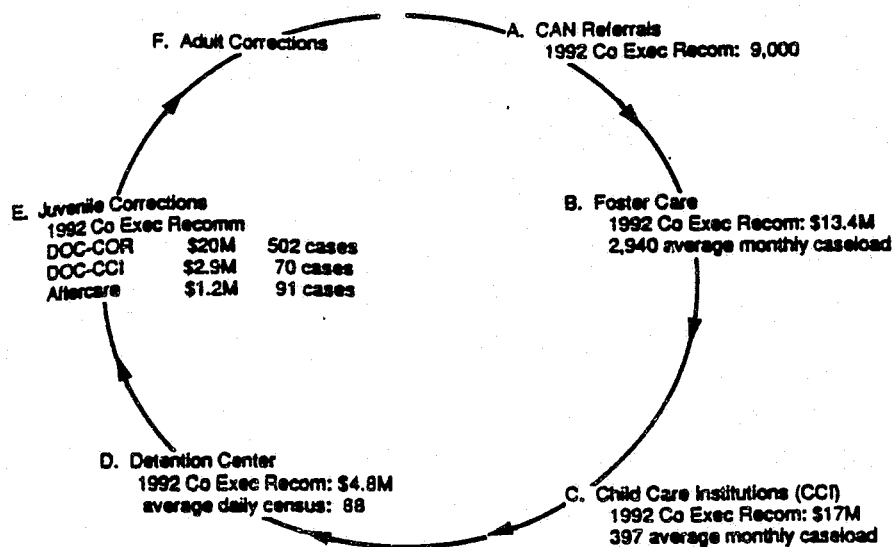 A. CAN Referrals
1992 Co Exec Recom: 9,000
B. Foster Care
1992 Co Exec Recom: $13.4M
2,940 average monthly caseload
C. Child Care Institutions (CCI)
1992 Co Exec Recom: $17M
397 average monthly caseload
D. Detention Center
1992 Co Exec Recom: $4.8M
average daily census: 88
E. Juvenile Corrections
1992 Co Exec Recomm
DOC-COR $20M 502 cases
DOC-CCI $2.9M 70 cases
Aftercare $1.2M 91 cases
F. Adult Corrections